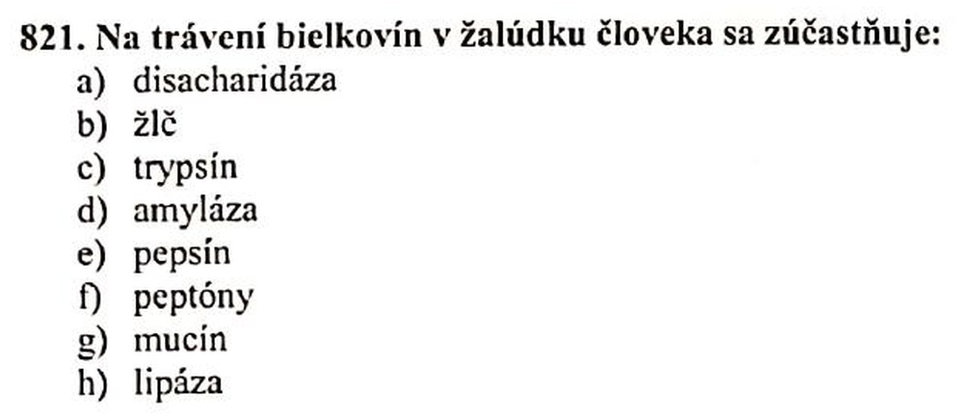 821. Na trávení bielkovín v žalúdku človeka sa zúčastňuje:
a) disacharidáza
b) žlč
c) trypsín
d) amyláza
e) pepsín
f) peptóny
g) mucín
h) lipáza